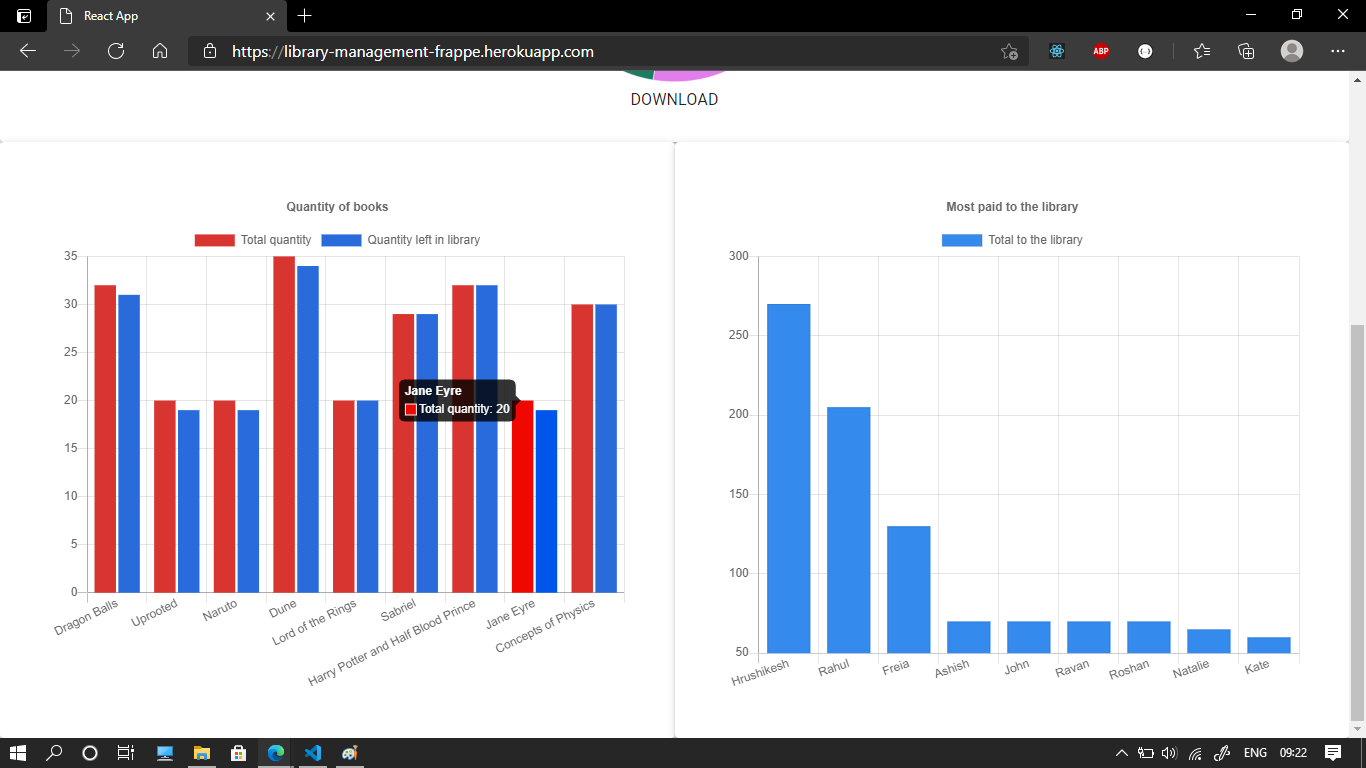 React App
https://library-management-frappe.herokuapp.com
ABP
DOWNLOAD
Quantity of books
Total quantity Quantity left in library
35
30
25
20
15
10
5
0
Jane Eyre
Total quantity: 20
Dragon Balls
Uprooted
Naruto
Dune
Lord of the Rings
Sabriel
Harry Potter and Half Blood Prince
Jane Eyre
Concepts of Physics
Most paid to the library
Total to the library
300
250
200
150
100
50
Hrushikesh
Rahul
Freia
Ashish
John
Ravan
Roshan
Natalie
Kate
ENG 09:22